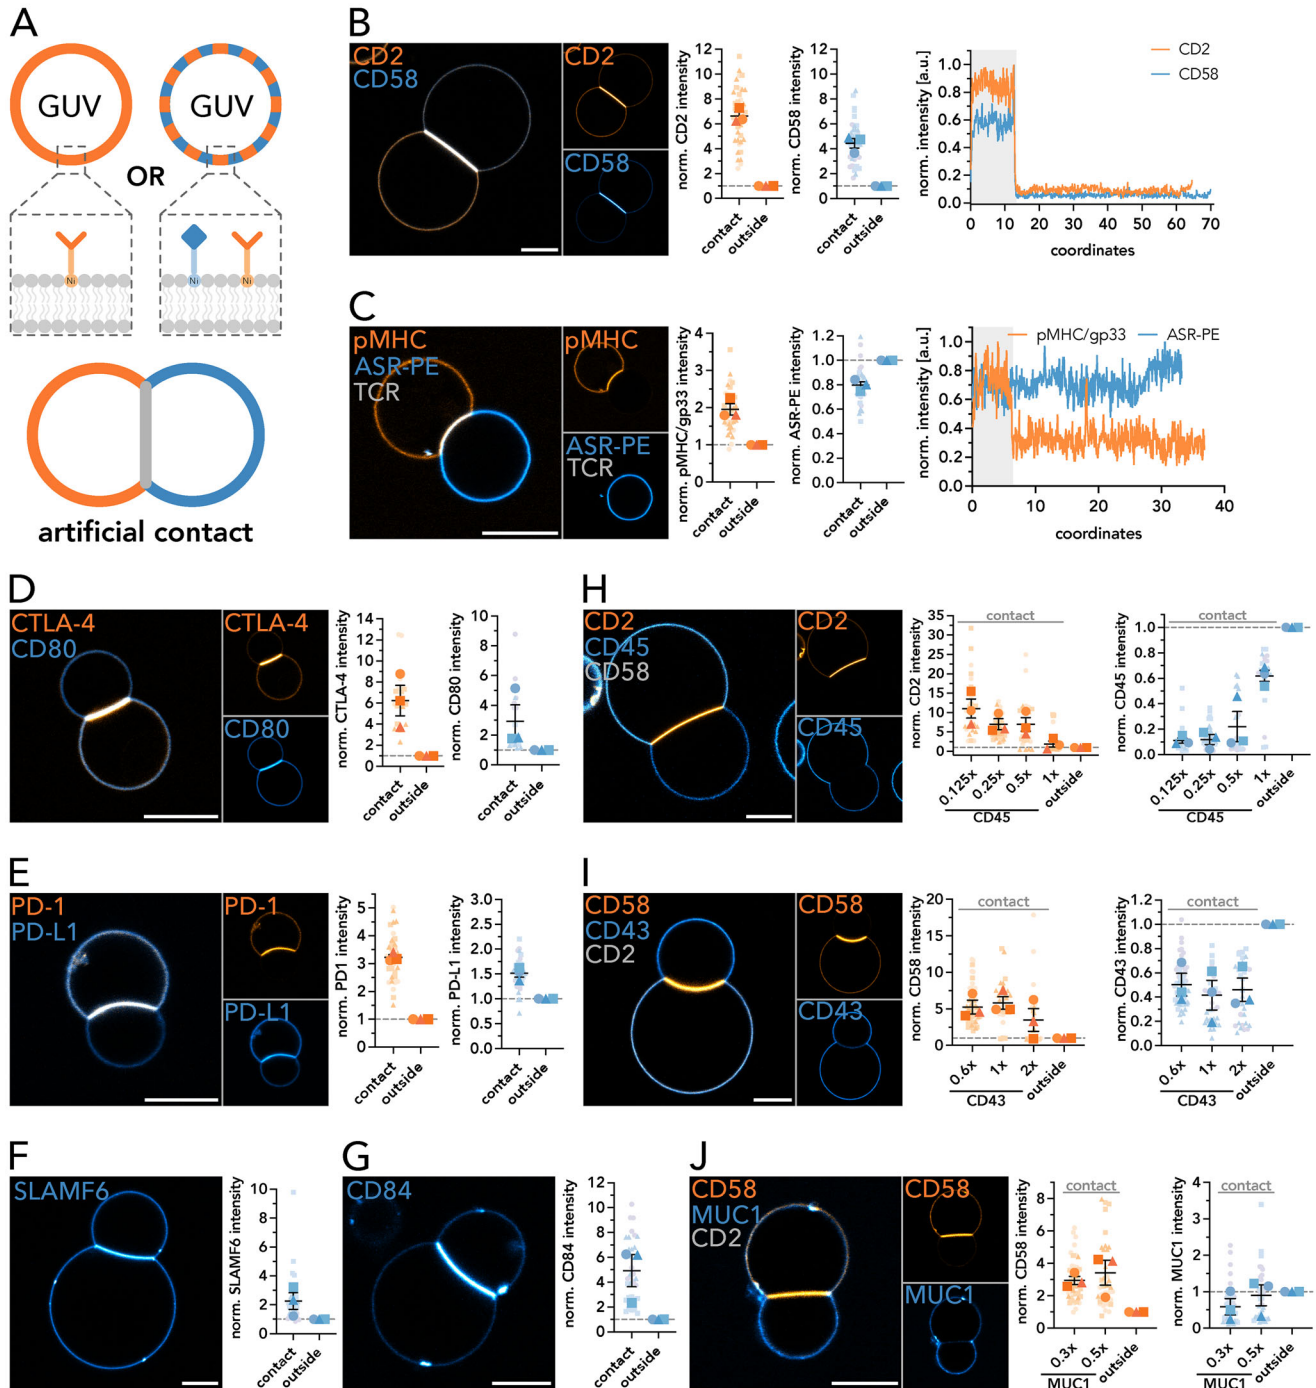 A
GUV
GUV
OR
Ni
Ni
Ni
artificial contact
B
CD2
CD58
CD2
CD58
norm. CD2 intensity
12
10
8
6
4
2
0
contact
outside
norm. CD58 intensity
12
10
8
6
4
2
0
contact
outside
norm. intensity [a.u.]
1.0
0.8
0.6
0.4
0.2
0
0 10 20 30 40 50 60 70
coordinates
CD2
CD58
C
pMHC
ASR-PE
TCR
pMHC
ASR-PE
TCR
norm. pMHC/gp33 intensity
4
3
2
1
0
contact
outside
norm. ASR-PE intensity
1.2
1.0
0.8
0.6
0.4
0.2
0.0
contact
outside
norm. intensity [a.u.]
1.0
0.8
0.6
0.4
0.2
0.0
0 10 20 30 40
coordinates
pMHC/gp33 ASR-PE
D
CTLA-4
CD80
CTLA-4
CD80
norm. CTLA-4 intensity
14
12
10
8
6
4
2
0
contact
outside
norm. CD80 intensity
10
8
6
4
2
0
contact
outside
H
CD2
CD45
CD58
CD2
CD45
norm. CD2 intensity
35
30
25
20
15
10
5
0
contact
0.125x
0.25x
0.5x
1x
outside
CD45
norm. CD45 intensity
1.0
0.8
0.6
0.4
0.2
0
contact
0.125x
0.25x
0.5x
1x
outside
CD45
E
PD-1
PD-L1
PD-1
PD-L1
norm. PD1 intensity
5
4
3
2
1
0
contact
outside
norm. PD-L1 intensity
3.0
2.5
2.0
1.5
1.0
0.5
0.0
contact
outside
I
CD58
CD43
CD2
CD58
CD43
norm. CD58 intensity
20
15
10
5
0
contact
0.6x
1x
2x
outside
CD43
norm. CD43 intensity
1.2
1.0
0.8
0.6
0.4
0.2
0.0
contact
0.6x
1x
2x
outside
CD43
F
SLAMF6
norm. SLAMF6 intensity
10
8
6
4
2
0
contact
outside
G
CD84
norm. CD84 intensity
12
10
8
6
4
2
0
contact
outside
J
CD58
MUC1
CD2
CD58
MUC1
norm. CD58 intensity
8
6
4
2
0
contact
0.3x
0.5x
outside
MUC1
norm. MUC1 intensity
4
3
2
1
0
contact
0.3x
0.5x
outside
MUC1